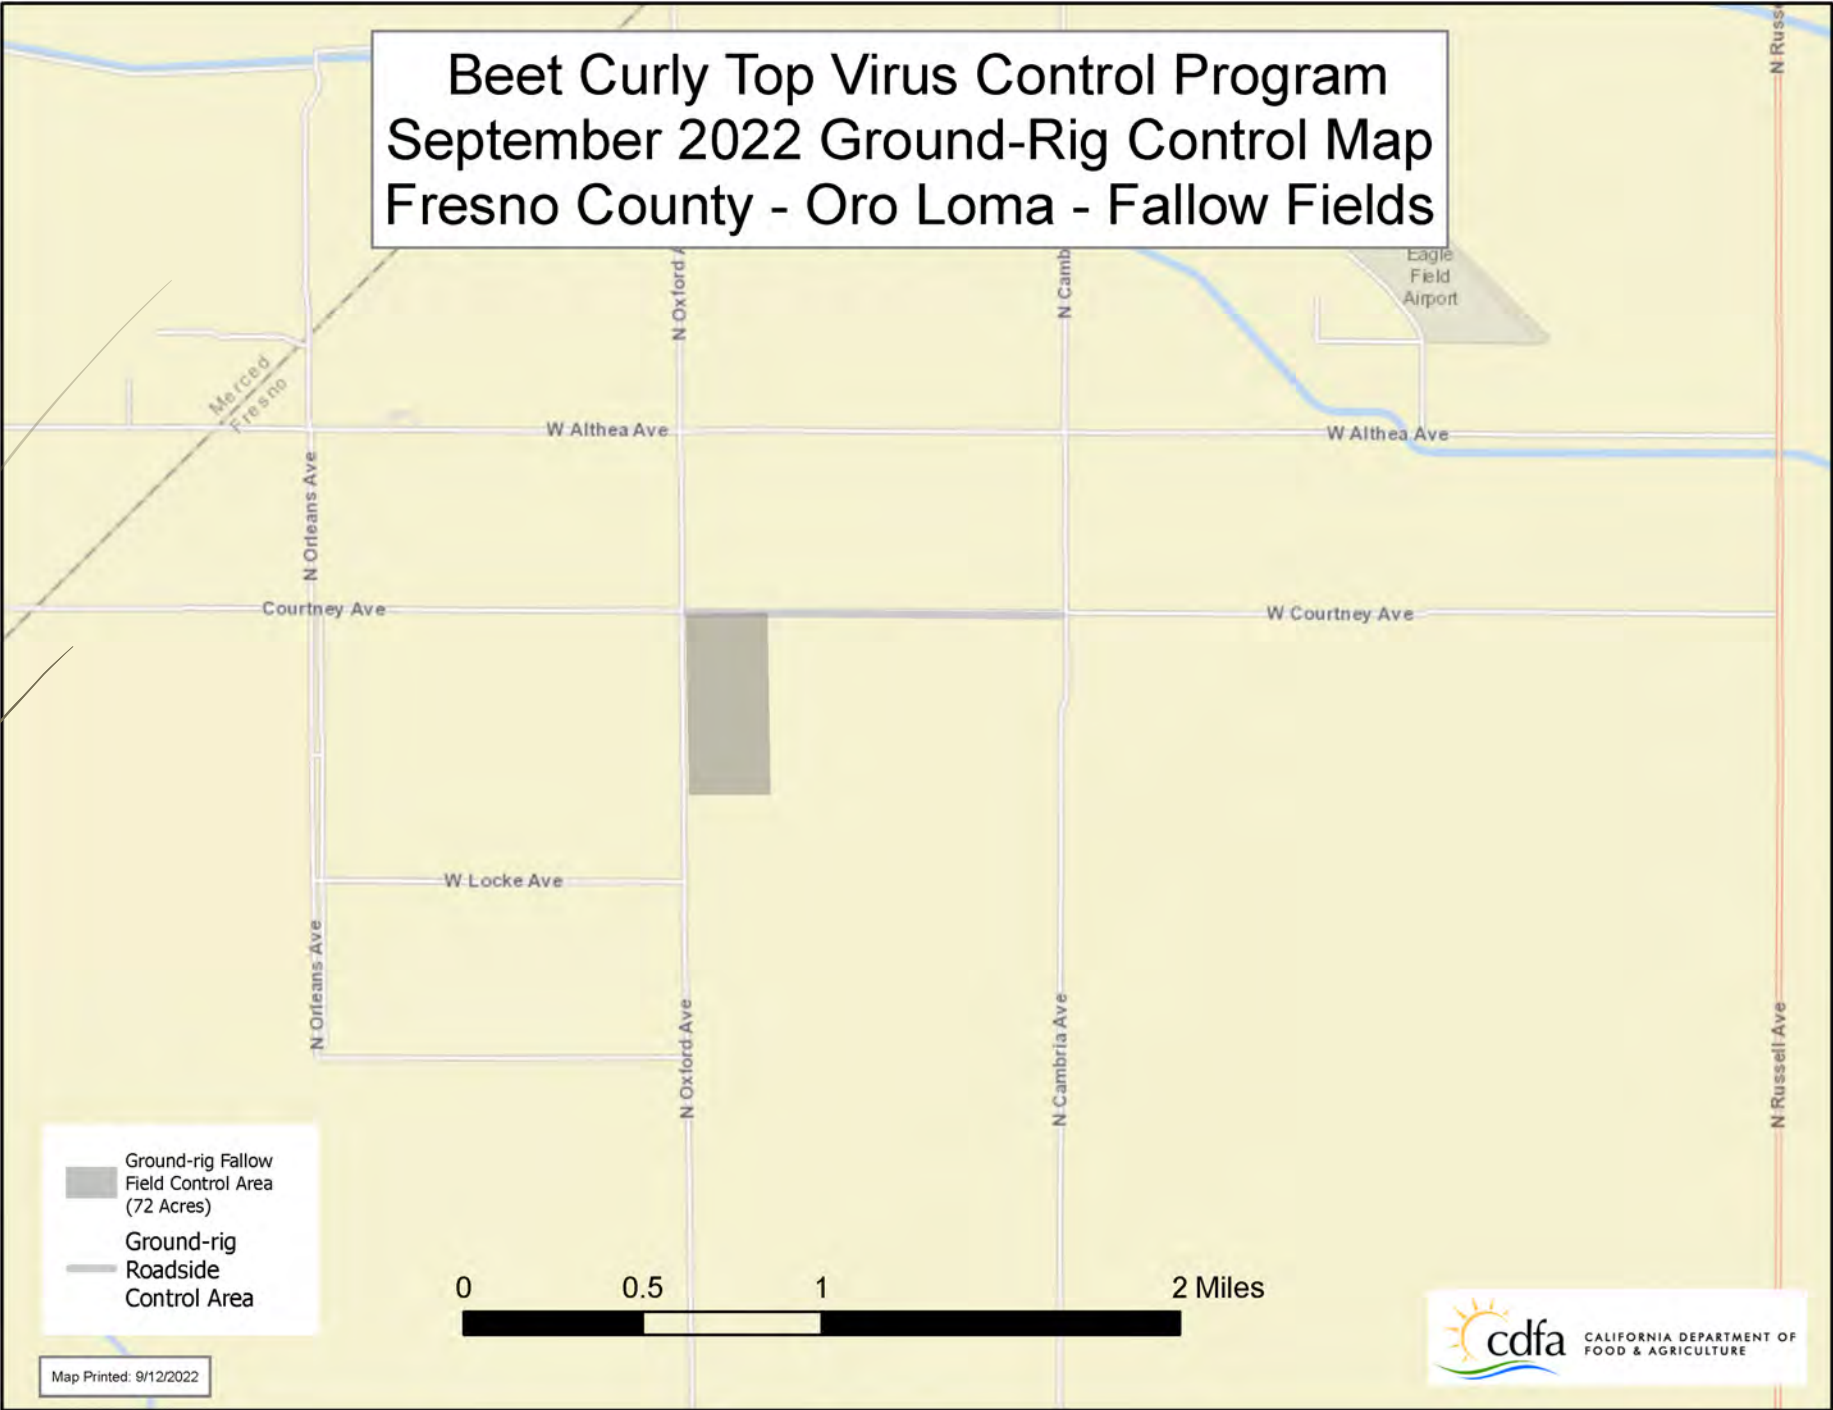 Beet Curly Top Virus Control Program
September 2022 Ground-Rig Control Map
Fresno County - Oro Loma - Fallow Fields
N Russe
N Oxford A
N Camb
Eagle
Field
Airport
Merced
Fresno
W Althea Ave
W Althea Ave
N Orleans Ave
Courtney Ave
W Courtney Ave
W Locke Ave
N Orleans Ave
N Oxford Ave
N Cambria Ave
N Russell Ave
Ground-rig Fallow
Field Control Area
(72 Acres)
Ground-rig
Roadside
Control Area
0 0.5 1 2 Miles
Map Printed: 9/12/2022
cdfa
CALIFORNIA DEPARTMENT OF
FOOD & AGRICULTURE